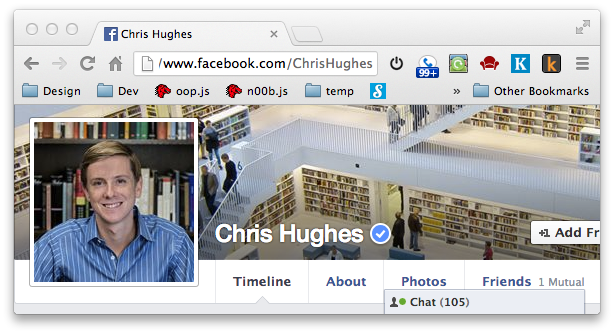 Chris Hughes
/www.facebook.com/ChrisHughes
99+
K
k
Design Dev oop.js n00b.js temp S » Other Bookmarks
Chris Hughes
+1 Add Fr
Timeline About Photos Friends 1 Mutual
Chat (105)